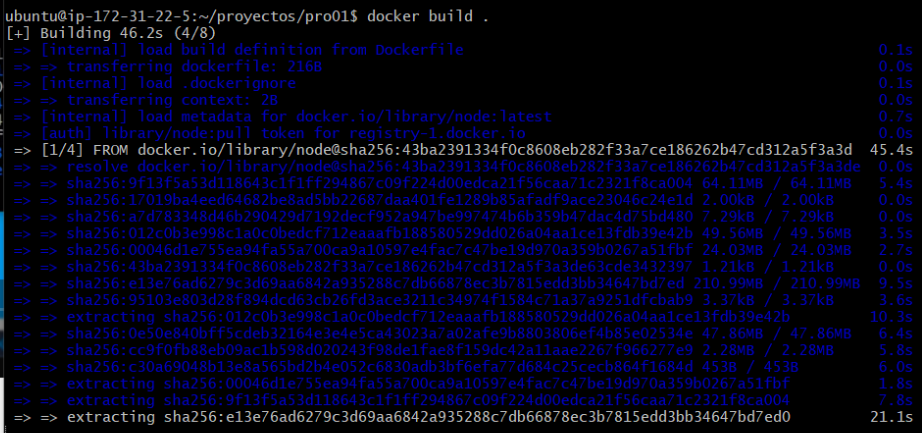 ubuntu@ip-172-31-22-5:~/proyectos/pro01$ docker build .
[+] Building 46.2s (4/8)
=> [internal] load build definition from Dockerfile 0.1s
=> => transferring dockerfile: 216B 0.0s
=> [internal] load .dockerignore 0.1s
=> => transferring context: 2B 0.0s
=> [internal] load metadata for docker.io/library/node:latest 0.7s
=> [auth] library/node:pull token for registry-1.docker.io 0.0s
=> [1/4] FROM docker.io/library/node@sha256:43ba2391334f0c8608eb282f33a7ce186262b47cd312a5f3a3d 45.4s
=> => resolve docker.io/library/node@sha256:43ba2391334f0c8608eb282f33a7ce186262b47cd312a5f3a3de 0.0s
=> => sha256:9f13f5a53d118643c1f1ff294867c09f224d00edca21f56caa71c2321f8ca004 64.11MB / 64.11MB 5.4s
=> => sha256:17019ba4eed64682be8ad5bb22687daa401fe1289b85afadf9ace23046c24e1d 2.00kB / 2.00kB 0.0s
=> => sha256:a7d783348d46b290429d7192decf952a947be997474b6b359b47dac4d75bd480 7.29kB / 7.29kB 0.0s
=> => sha256:012c0b3e998c1a0c0bedcf712eaaafb188580529dd026a04aa1ce13fdb39e42b 49.56MB / 49.56MB 3.5s
=> => sha256:00046d1e755ea94fa55a700ca9a10597e4fac7c47be19d970a359b0267a51fbf 24.03MB / 24.03MB 2.7s
=> => sha256:43ba2391334f0c8608eb282f33a7ce186262b47cd312a5f3a3de63cde3432397 1.21kB / 1.21kB 0.0s
=> => sha256:e13e76ad6279c3d69aa6842a935288c7db66878ec3b7815edd3bb34647bd7ed 210.99MB / 210.99MB 9.5s
=> => sha256:95103e803d28f894dcd63cb26fd3ace3211c34974f1584c71a37a9251dfcbab9 3.37kB / 3.37kB 3.6s
=> => extracting sha256:012c0b3e998c1a0c0bedcf712eaaafb188580529dd026a04aa1ce13fdb39e42b 10.3s
=> => sha256:0e50e840bff5cdeb32164e3e4e5ca43023a7a02afe9b8803806ef4b85e02534e 47.86MB / 47.86MB 6.4s
=> => sha256:cc9f0fb88eb09ac1b598d020243f98de1fae8f159dc42a11aae2267f966277e9 2.28MB / 2.28MB 5.8s
=> => sha256:c30a69048b13e8a565bd2b4e052c6830adb3bf6efa77d684c25cecb864f1684d 453B / 453B 6.0s
=> => extracting sha256:00046d1e755ea94fa55a700ca9a10597e4fac7c47be19d970a359b0267a51fbf 1.8s
=> => extracting sha256:9f13f5a53d118643c1f1ff294867c09f224d00edca21f56caa71c2321f8ca004 7.8s
=> => extracting sha256:e13e76ad6279c3d69aa6842a935288c7db66878ec3b7815edd3bb34647bd7ed0 21.1s